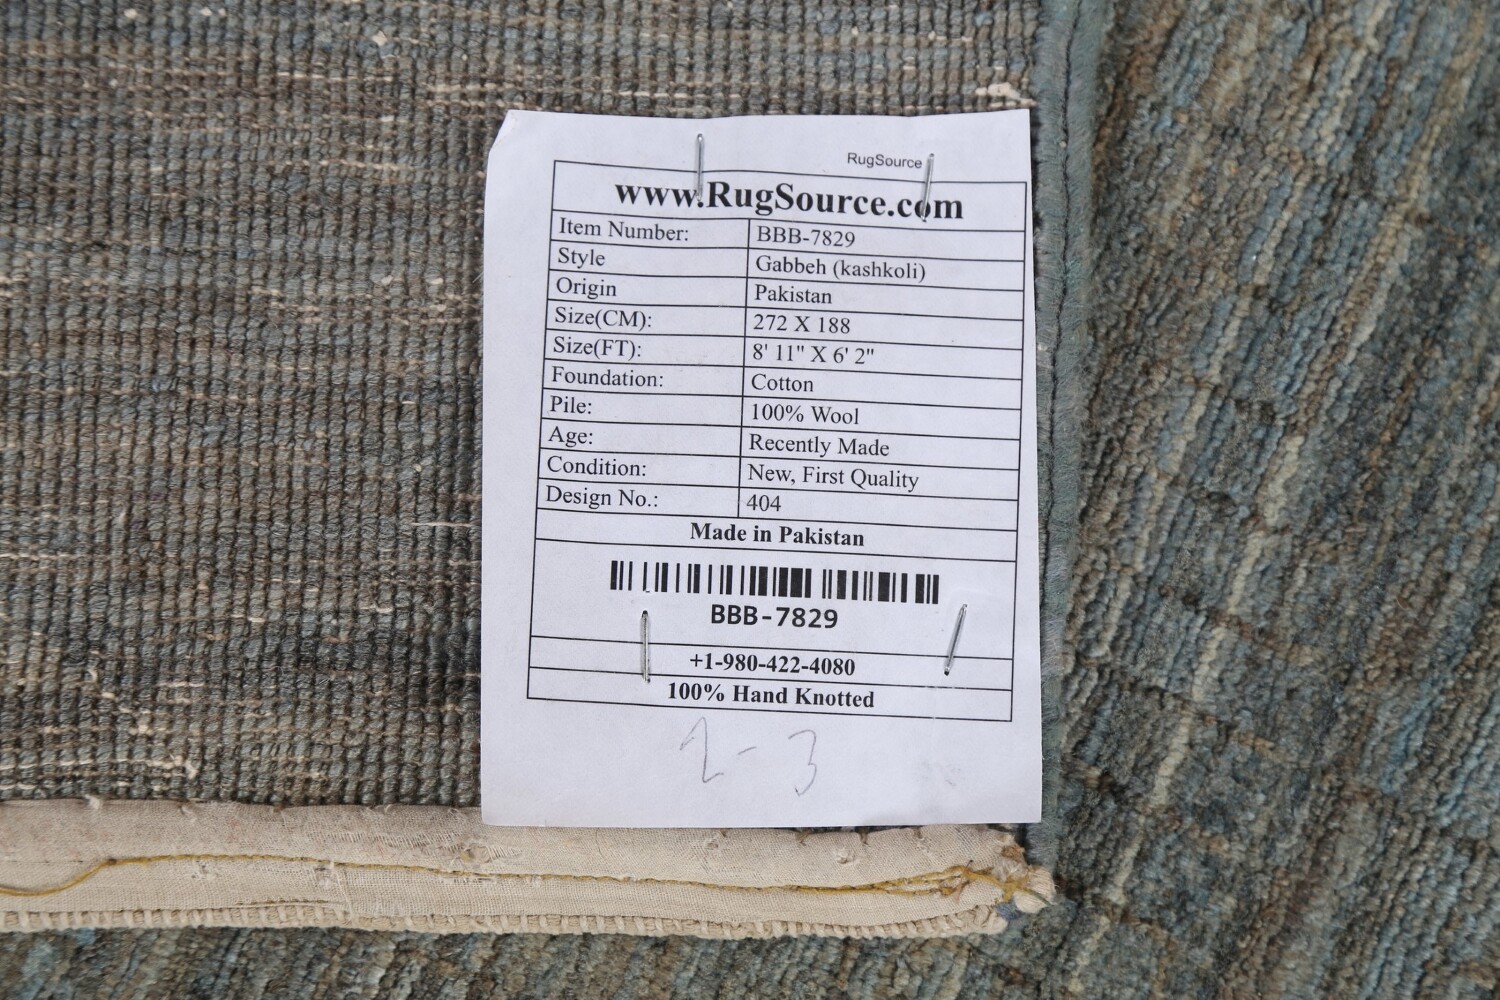 RugSource
www.RugSource.com
Item Number: BBB-7829
Style Gabbeh (kashkoli)
Origin Pakistan
Size(CM): 272 X 188
Size(FT): 8' 11" X 6' 2"
Foundation: Cotton
Pile: 100% Wool
Age: Recently Made
Condition: New, First Quality
Design No.: 404
Made in Pakistan
BBB-7829
+1-980-422-4080
100% Hand Knotted
2-3